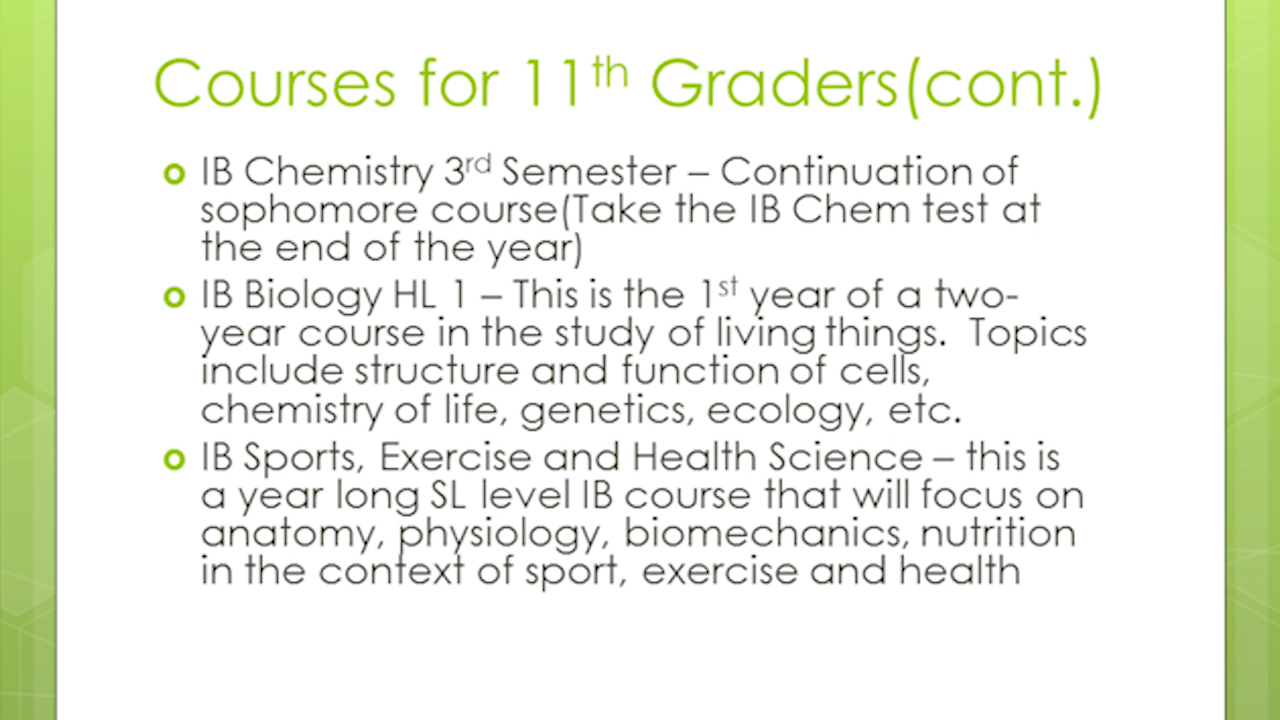 Courses for 11th Graders(cont.)
IB Chemistry 3rd Semester – Continuation of
sophomore course(Take the IB Chem test at
the end of the year)
IB Biology HL 1 – This is the 1st year of a two-
year course in the study of living things.  Topics
include structure and function of cells,
chemistry of life, genetics, ecology, etc.
IB Sports, Exercise and Health Science – this is
a year long SL level IB course that will focus on
anatomy, physiology, biomechanics, nutrition
in the context of sport, exercise and health